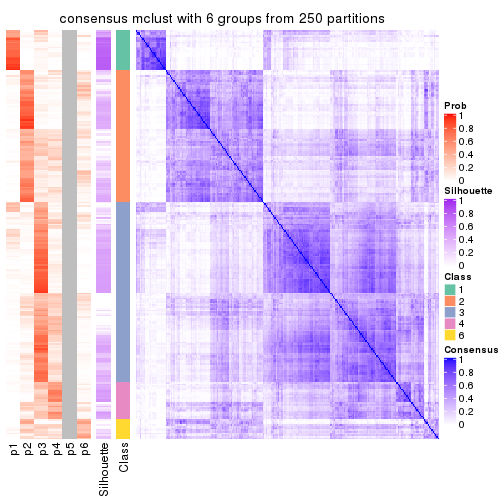 consensus mclust with 6 groups from 250 partitions
Prob
1
0.8
0.6
0.4
0.2
0
Silhouette
1
0.8
0.6
0.4
0.2
0
Class
1
2
3
4
6
Consensus
1
0.8
0.6
0.4
0.2
0
p1
p2
p3
p4
p5
p6
Silhouette
Class